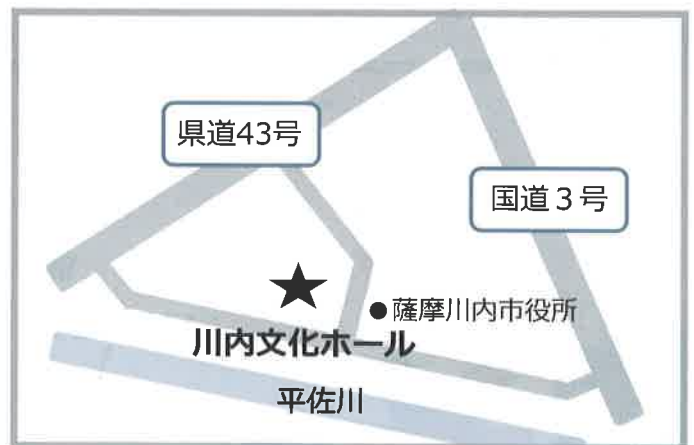 県道43号
国道３号
★
●薩摩川内市役所
川内文化ホール
平佐川